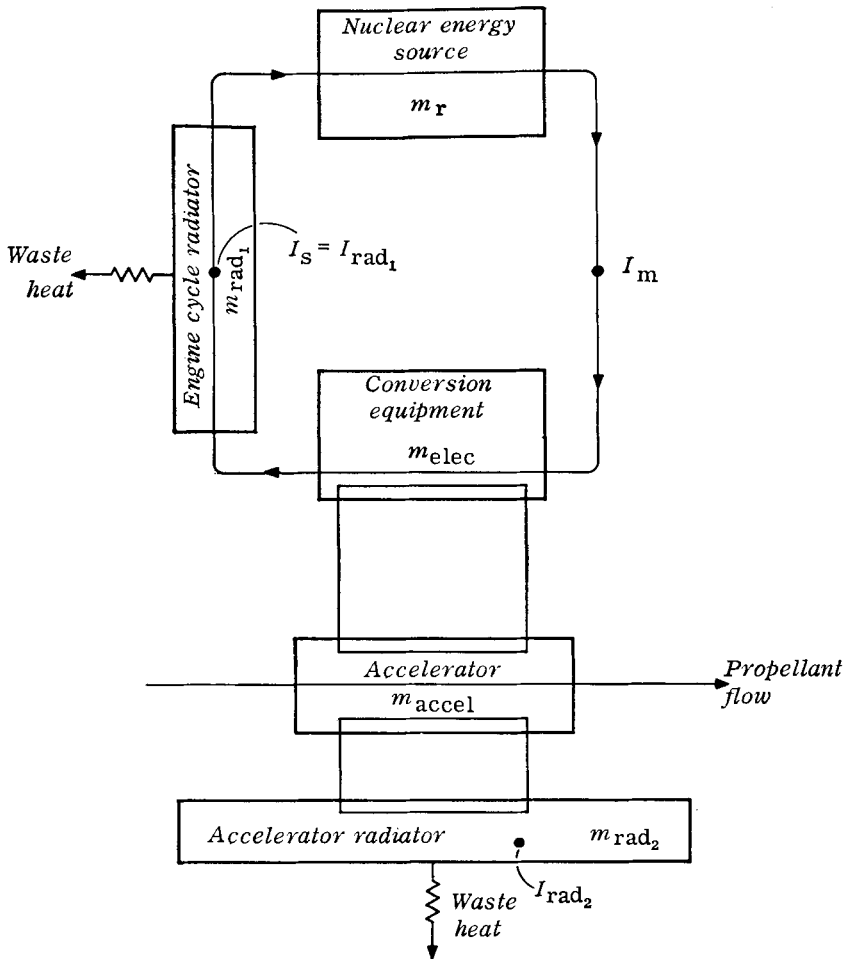 Nuclear energy
source
m_r
Engine cycle radiator
m_rad₁
I_s = I_rad₁
Waste
heat
I_m
Conversion
equipment
m_elec
Accelerator
m_accel
Propellant
flow
Accelerator radiator
m_rad₂
I_rad₂
Waste
heat